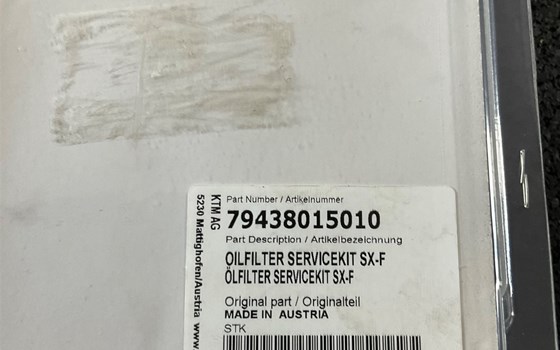 Part Number / Artikelnummer
79438015010
Part Description / Artikelbezeichnung
OILFILTER SERVICEKIT SX-F
ÖLFILTER SERVICEKIT SX-F
Original part / Originalteil
MADE IN AUSTRIA
STK
KTM AG
5230 Mattighofen/Austria www.